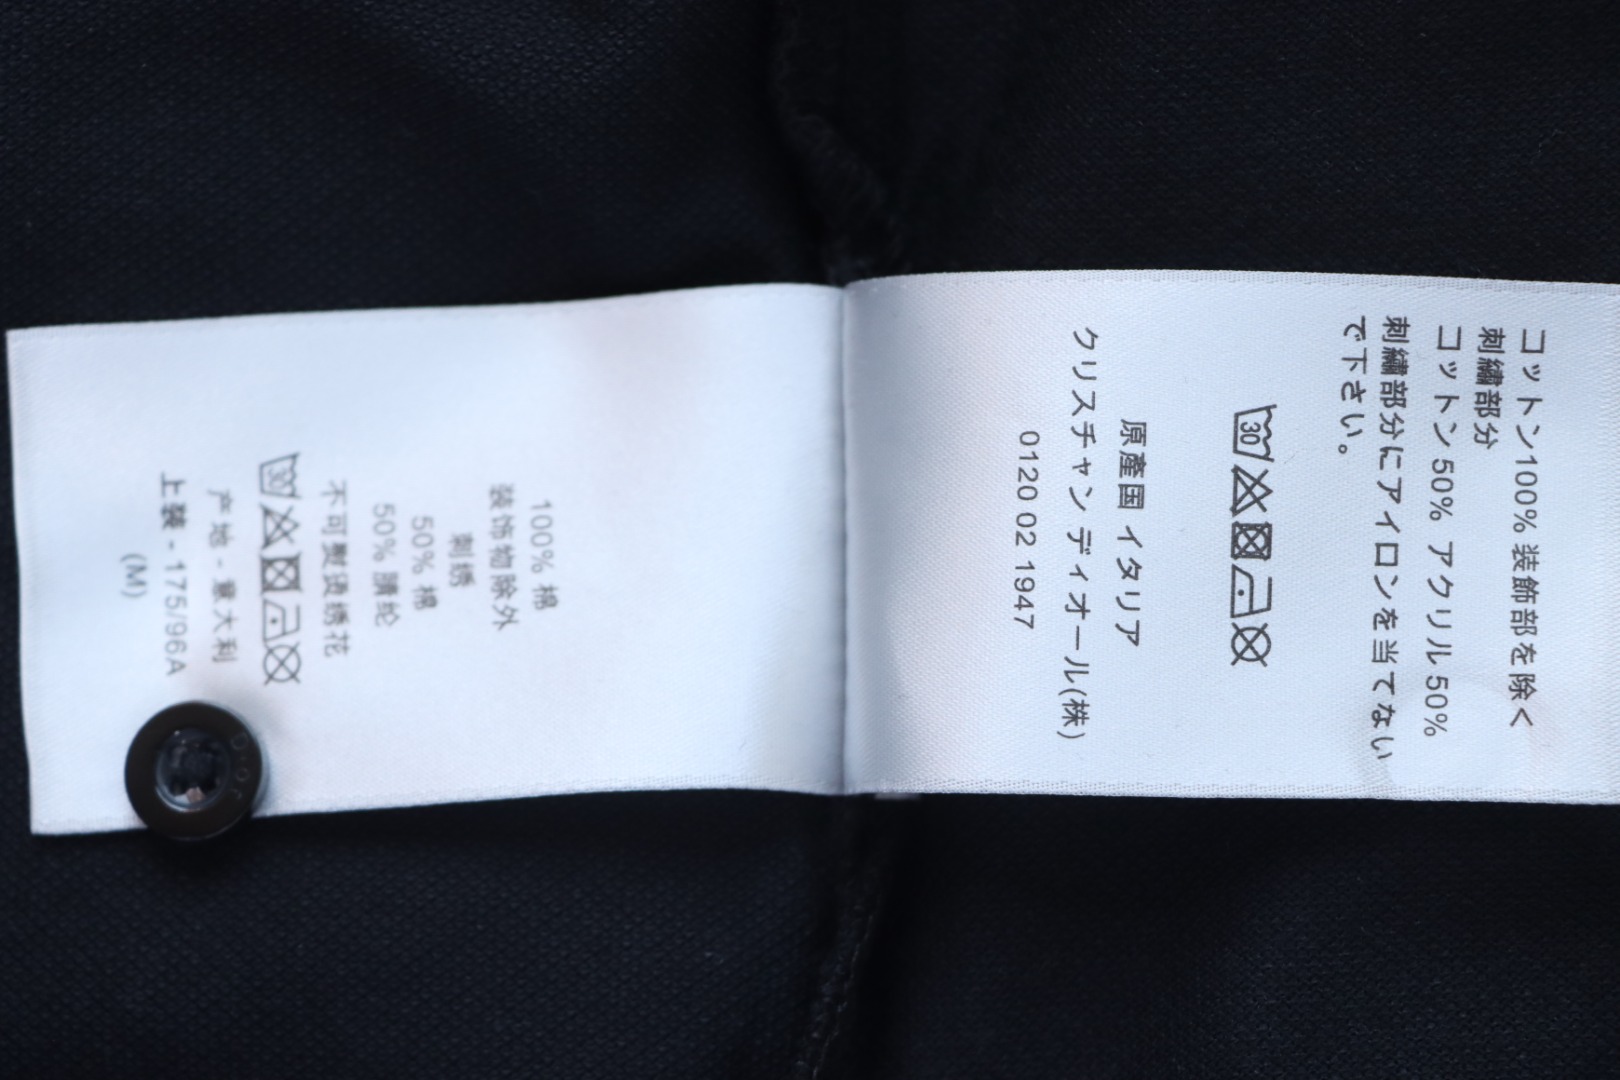 コットン100% 装飾部を除く
刺繍部分
コットン50% アクリル50%
刺繍部分にアイロンを当てない
で下さい。
30
原產国 イタリア
クリスチャン ディオール(株)
0120 02 1947
100% 棉
装饰物除外
刺绣
50% 棉
50% 腈纶
不可熨烫绣花
30
产地 - 意大利
上装 - 175/96A
(M)
DIOR